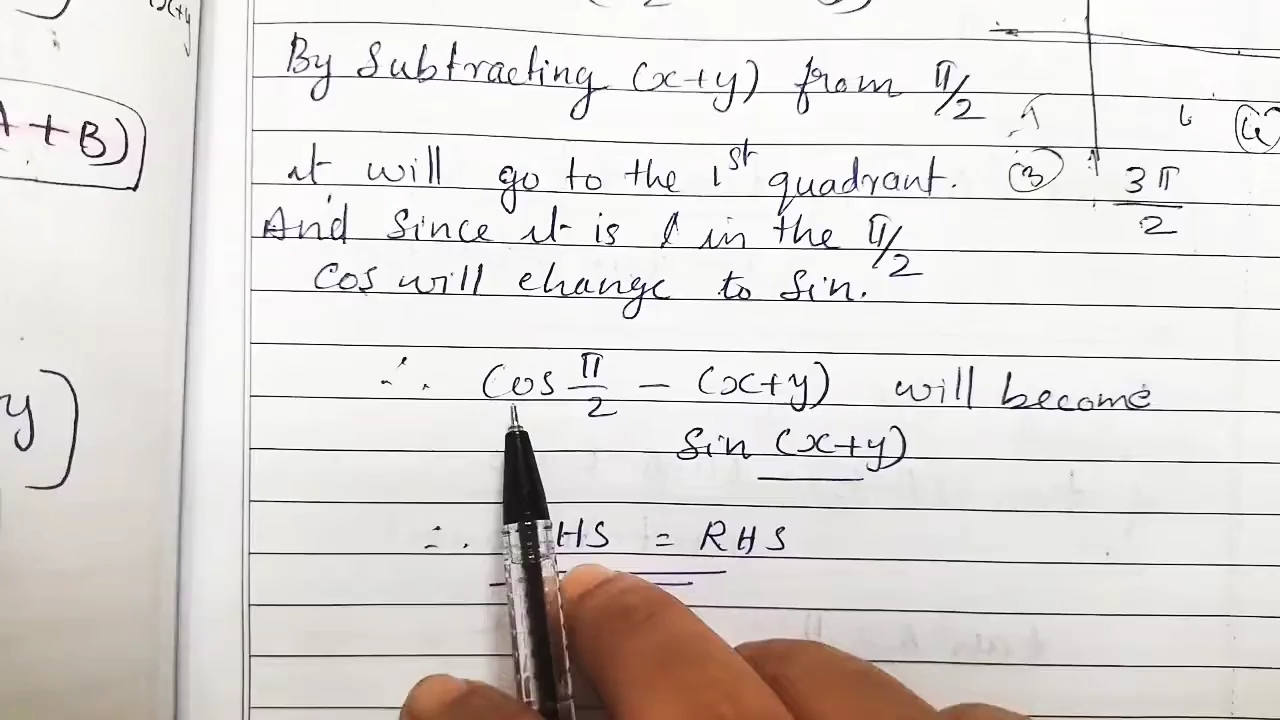 x+y
A + B)
y)
By Subtracting (x+y) from π/2
it will go to the 1st quadrant.
And Since it is in the π/2
Cos will change to Sin.
∴ Cos π/2 − (x+y) will become
Sin (x+y)
∴ HS = RHS
3
4
3π/2